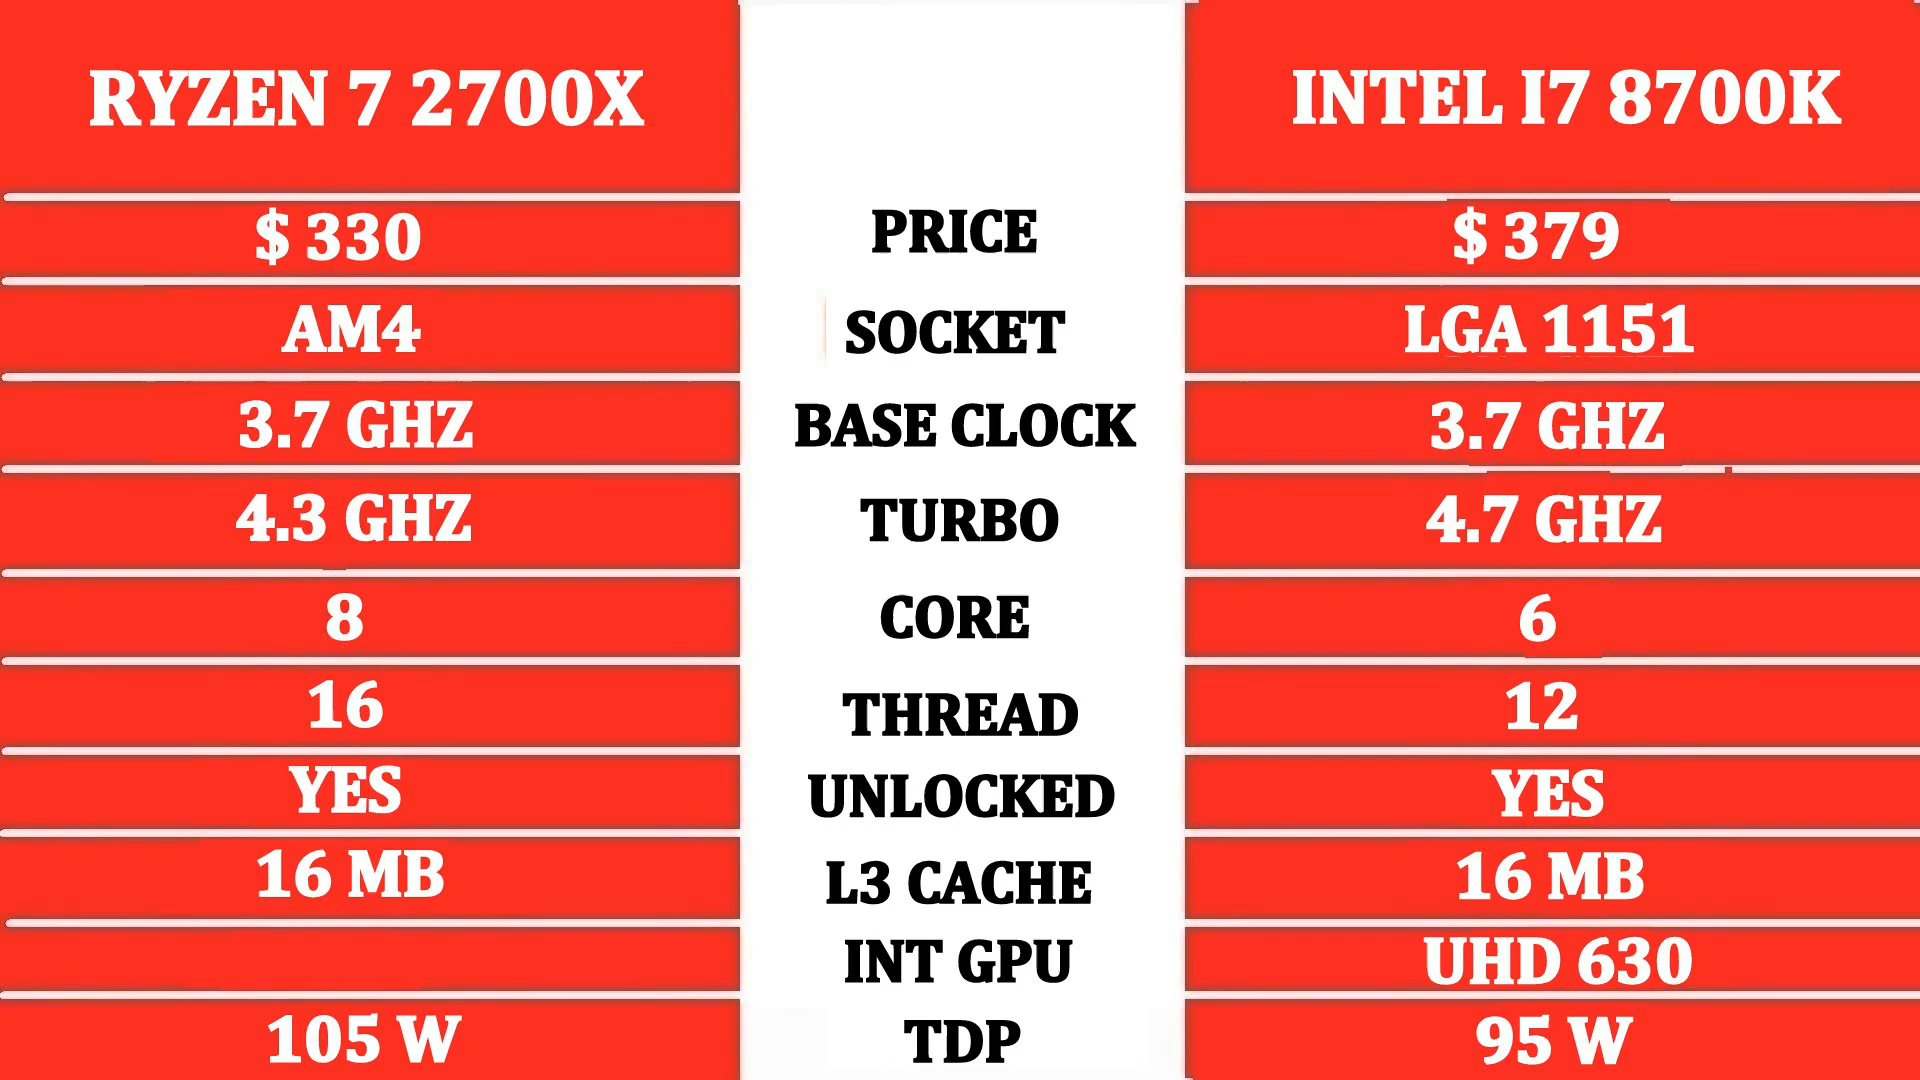 RYZEN 7 2700X INTEL I7 8700K
$ 330 PRICE $ 379
AM4 SOCKET LGA 1151
3.7 GHZ BASE CLOCK 3.7 GHZ
4.3 GHZ TURBO 4.7 GHZ
8 CORE 6
16 THREAD 12
YES UNLOCKED YES
16 MB L3 CACHE 16 MB
INT GPU UHD 630
105 W TDP 95 W